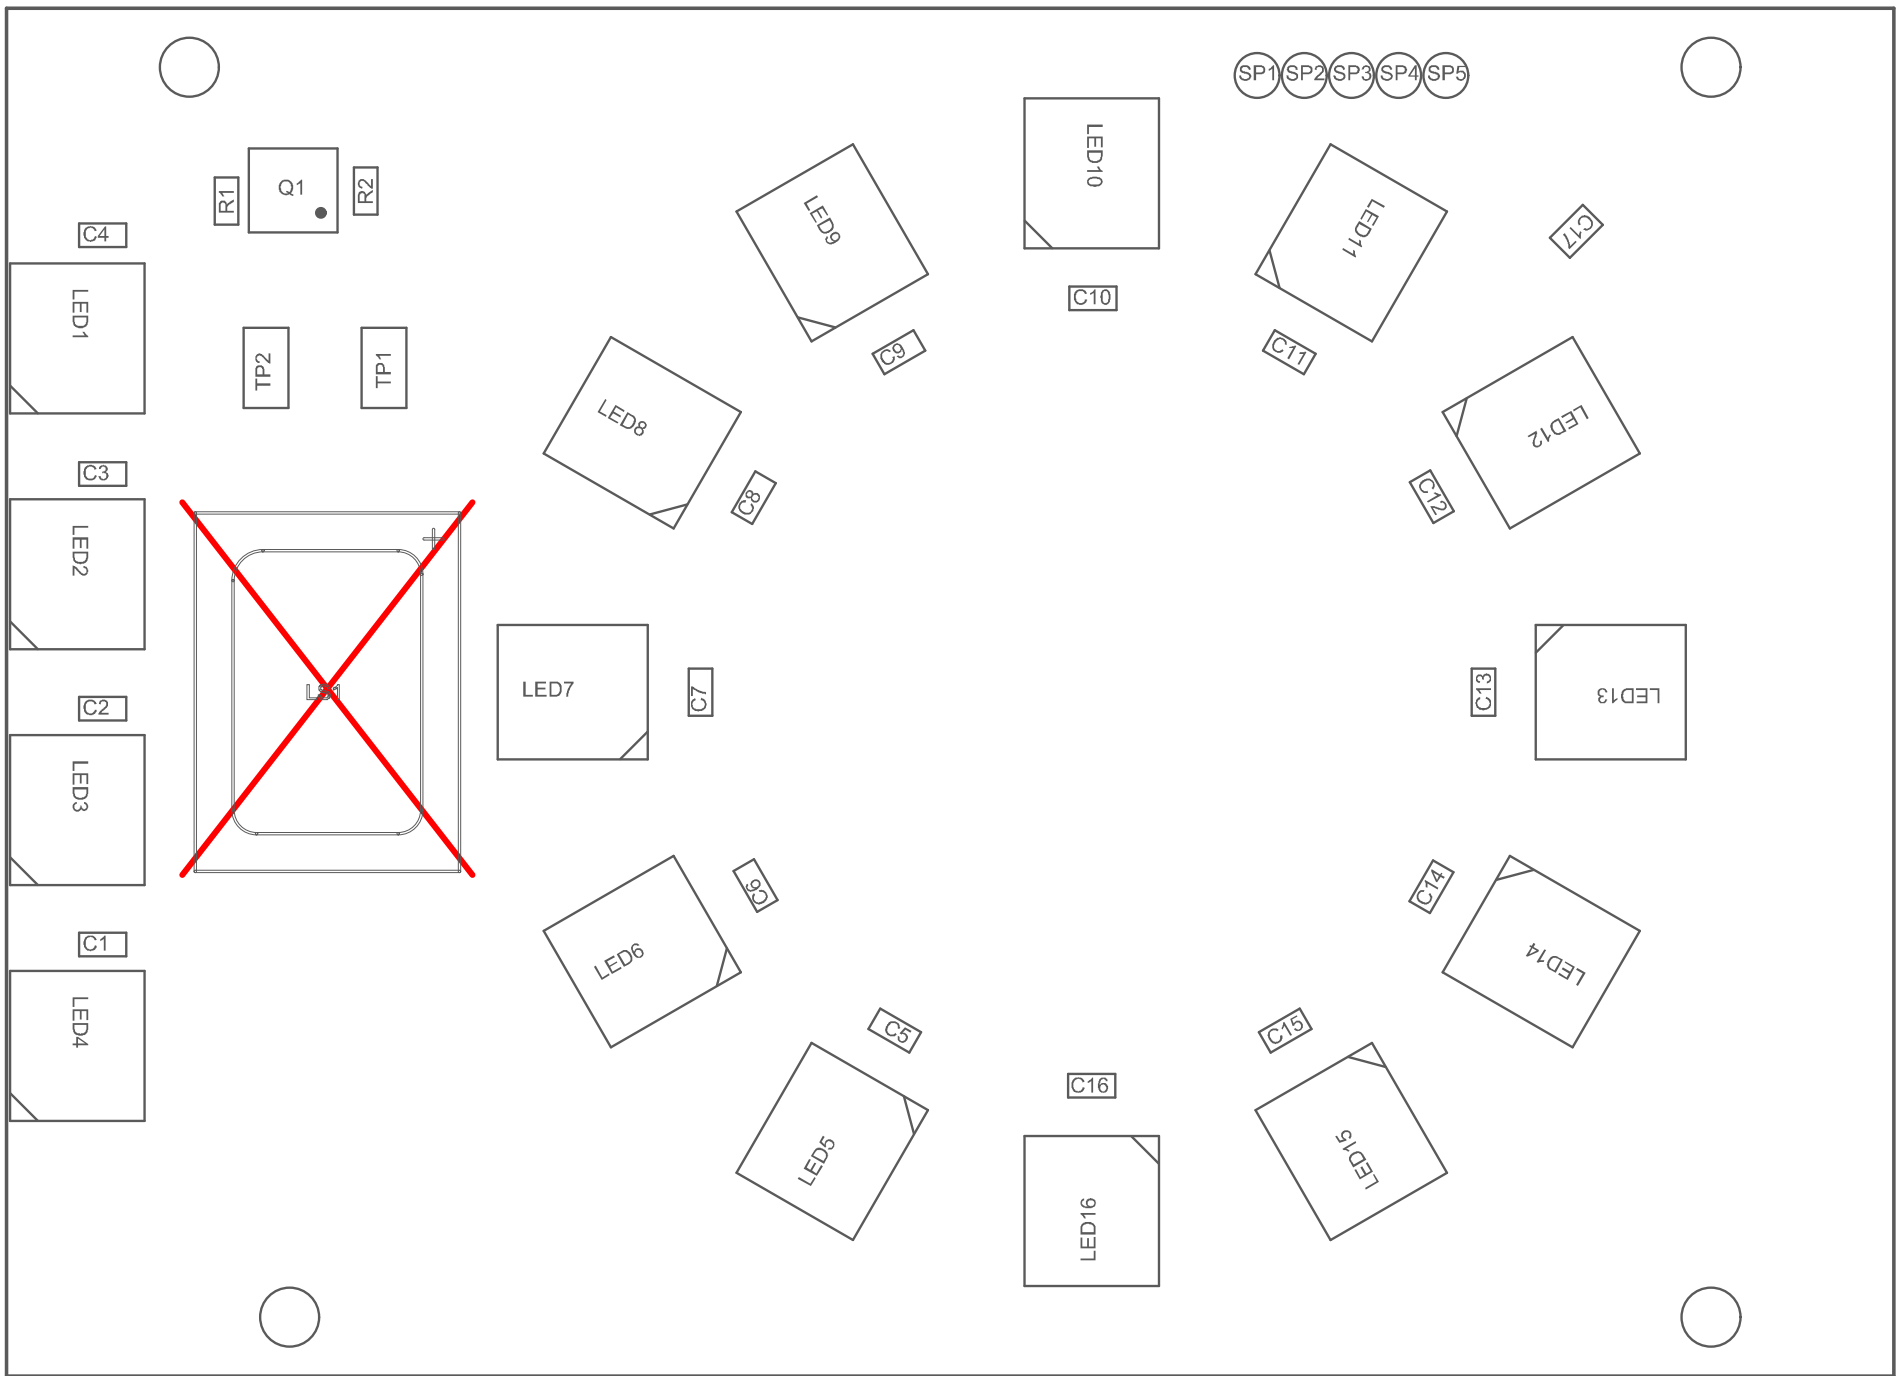 SP1 SP2 SP3 SP4 SP5
LED10
R1
Q1
R2
LED9
LED11
C17
C4
LED1
C10
TP2
TP1
C9
C11
LED8
LED12
C3
C8
C12
LED2
LS1
LED7
C7
C13
LED13
C2
LED3
C6
C14
C1
LED6
LED14
LED4
C5
C15
C16
LED5
LED15
LED16